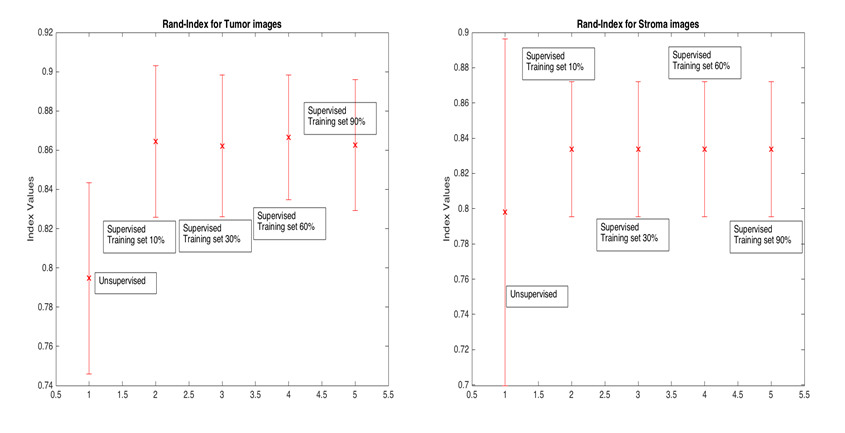 Rand-Index for Tumor images
0.92
0.9
0.88
0.86
0.84
0.82
0.8
0.78
0.76
0.74
Index Values
Supervised
Training set 90%
Supervised
Training set 10%
Supervised
Training set 30%
Supervised
Training set 60%
Unsupervised
0.5 1 1.5 2 2.5 3 3.5 4 4.5 5 5.5
Rand-Index for Stroma images
0.9
0.88
0.86
0.84
0.82
0.8
0.78
0.76
0.74
0.72
0.7
Index Values
Supervised
Training set 10%
Supervised
Training set 60%
Supervised
Training set 30%
Supervised
Training set 90%
Unsupervised
0.5 1 1.5 2 2.5 3 3.5 4 4.5 5 5.5